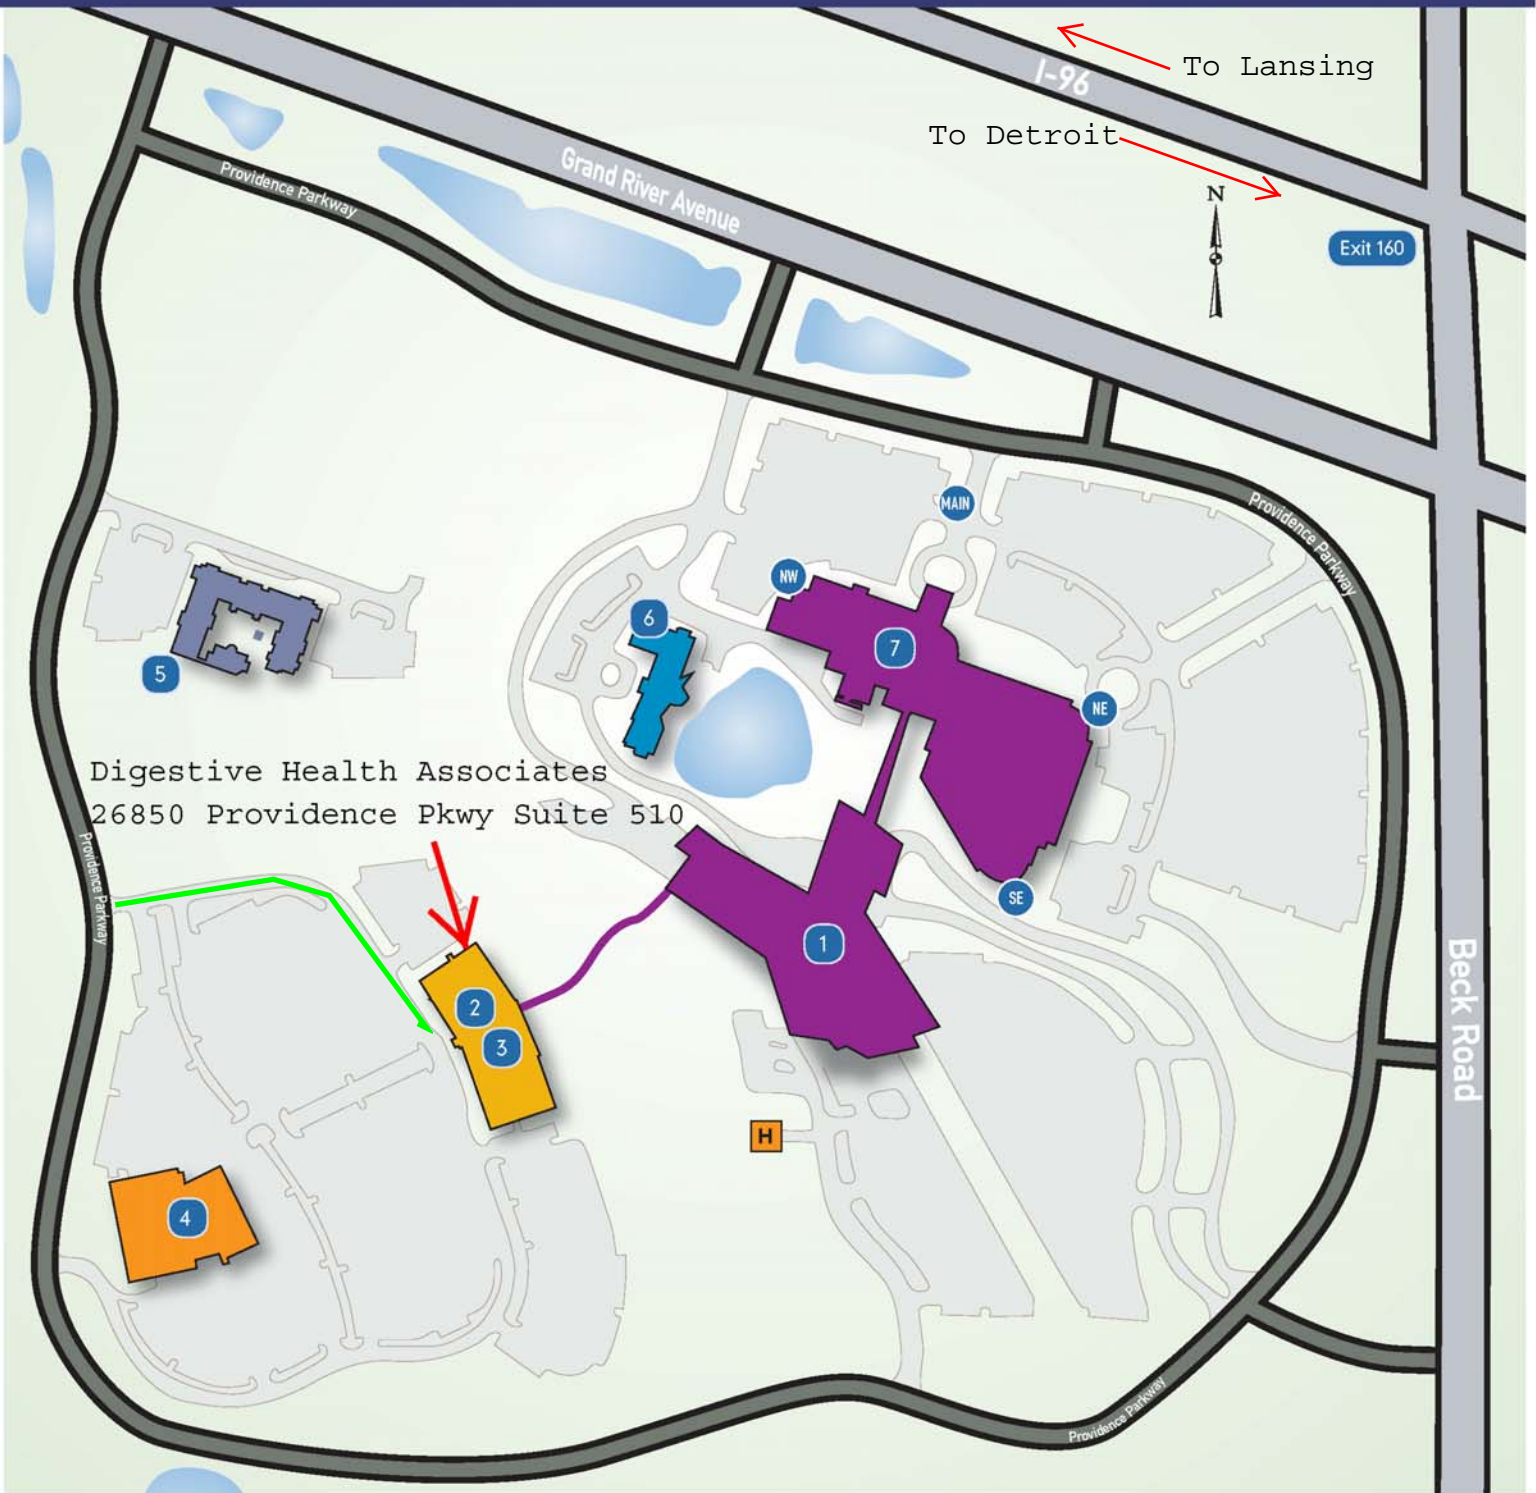 To Lansing
I-96
To Detroit
N
Exit 160
Grand River Avenue
Providence Parkway
MAIN
Providence Parkway
NW
6
7
5
NE
Digestive Health Associates
26850 Providence Pkwy Suite 510
Providence Parkway
SE
1
2
3
Beck Road
H
4
Providence Parkway